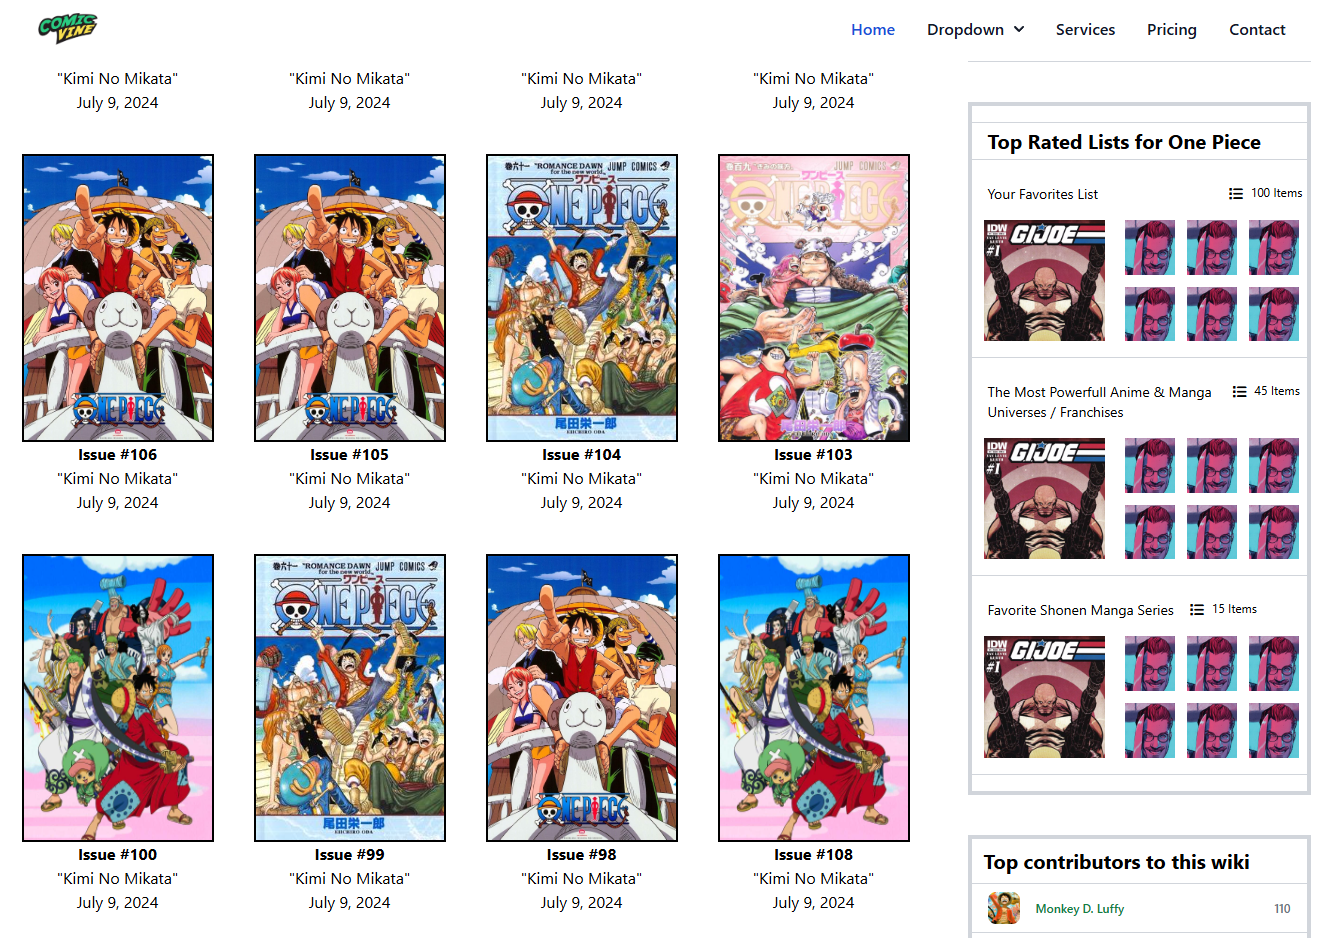 COMIC VINE
Home
Dropdown
Services
Pricing
Contact
"Kimi No Mikata"
July 9, 2024
"Kimi No Mikata"
July 9, 2024
"Kimi No Mikata"
July 9, 2024
"Kimi No Mikata"
July 9, 2024
ONE PIECE
Issue #106
"Kimi No Mikata"
July 9, 2024
ONE PIECE
Issue #105
"Kimi No Mikata"
July 9, 2024
巻六十一 "ROMANCE DAWN JUMP COMICS
for the new world"
ワンピース
ONE PIECE
尾田栄一郎
EIICHIRO ODA
Issue #104
"Kimi No Mikata"
July 9, 2024
JUMP COMICS
ワンピース
ONE PIECE
尾田栄一郎
Issue #103
"Kimi No Mikata"
July 9, 2024
Issue #100
"Kimi No Mikata"
July 9, 2024
巻六十一 "ROMANCE DAWN JUMP COMICS
for the new world"
ワンピース
ONE PIECE
尾田栄一郎
EIICHIRO ODA
Issue #99
"Kimi No Mikata"
July 9, 2024
ONE PIECE
Issue #98
"Kimi No Mikata"
July 9, 2024
Issue #108
"Kimi No Mikata"
July 9, 2024
Top Rated Lists for One Piece
Your Favorites List
100 Items
IDW
#1
G.I.JOE
The Most Powerfull Anime & Manga
Universes / Franchises
45 Items
IDW
#1
G.I.JOE
Favorite Shonen Manga Series
15 Items
IDW
#1
G.I.JOE
Top contributors to this wiki
Monkey D. Luffy
110